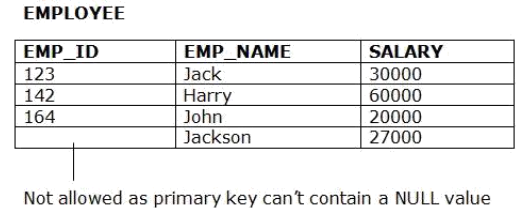 EMPLOYEE
EMP_ID EMP_NAME SALARY
123 Jack 30000
142 Harry 60000
164 John 20000
Jackson 27000
Not allowed as primary key can't contain a NULL value